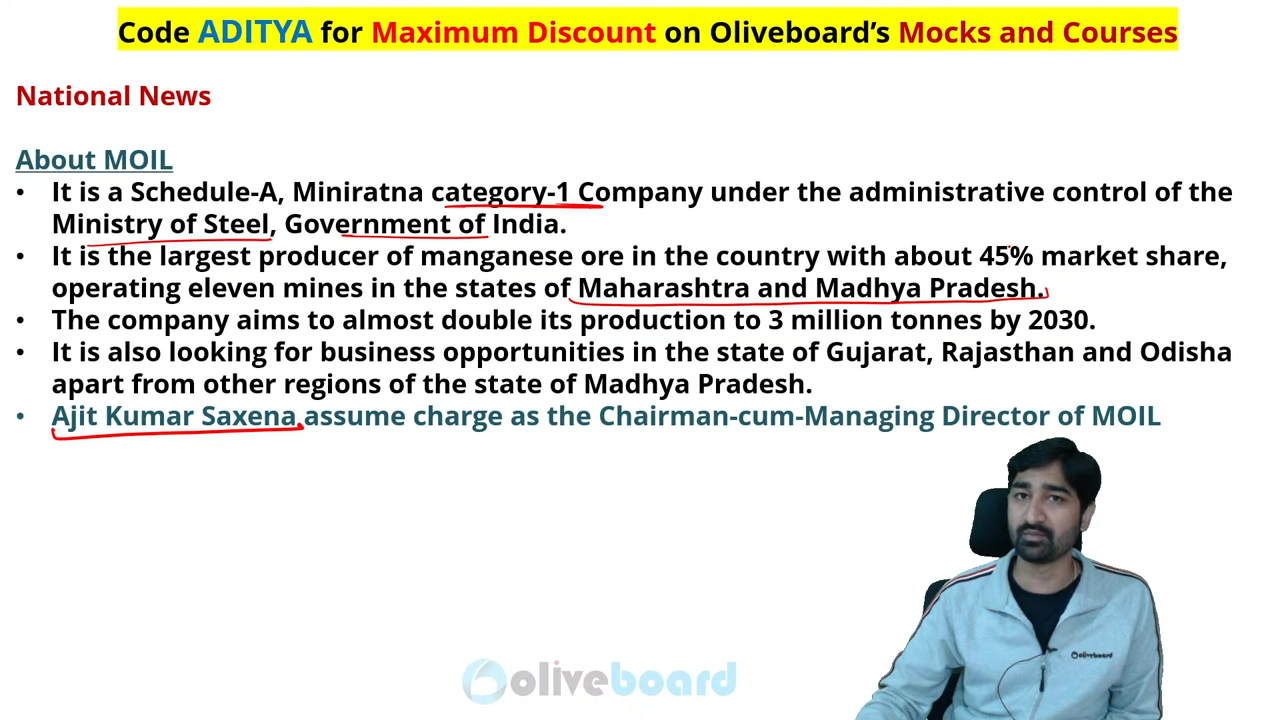 Code ADITYA for Maximum Discount on Oliveboard's Mocks and Courses
National News
About MOIL
• It is a Schedule-A, Miniratna category-1 Company under the administrative control of the
Ministry of Steel, Government of India.
• It is the largest producer of manganese ore in the country with about 45% market share,
operating eleven mines in the states of Maharashtra and Madhya Pradesh.
• The company aims to almost double its production to 3 million tonnes by 2030.
• It is also looking for business opportunities in the state of Gujarat, Rajasthan and Odisha
apart from other regions of the state of Madhya Pradesh.
• Ajit Kumar Saxena assume charge as the Chairman-cum-Managing Director of MOIL
oliveboard
oliveboard